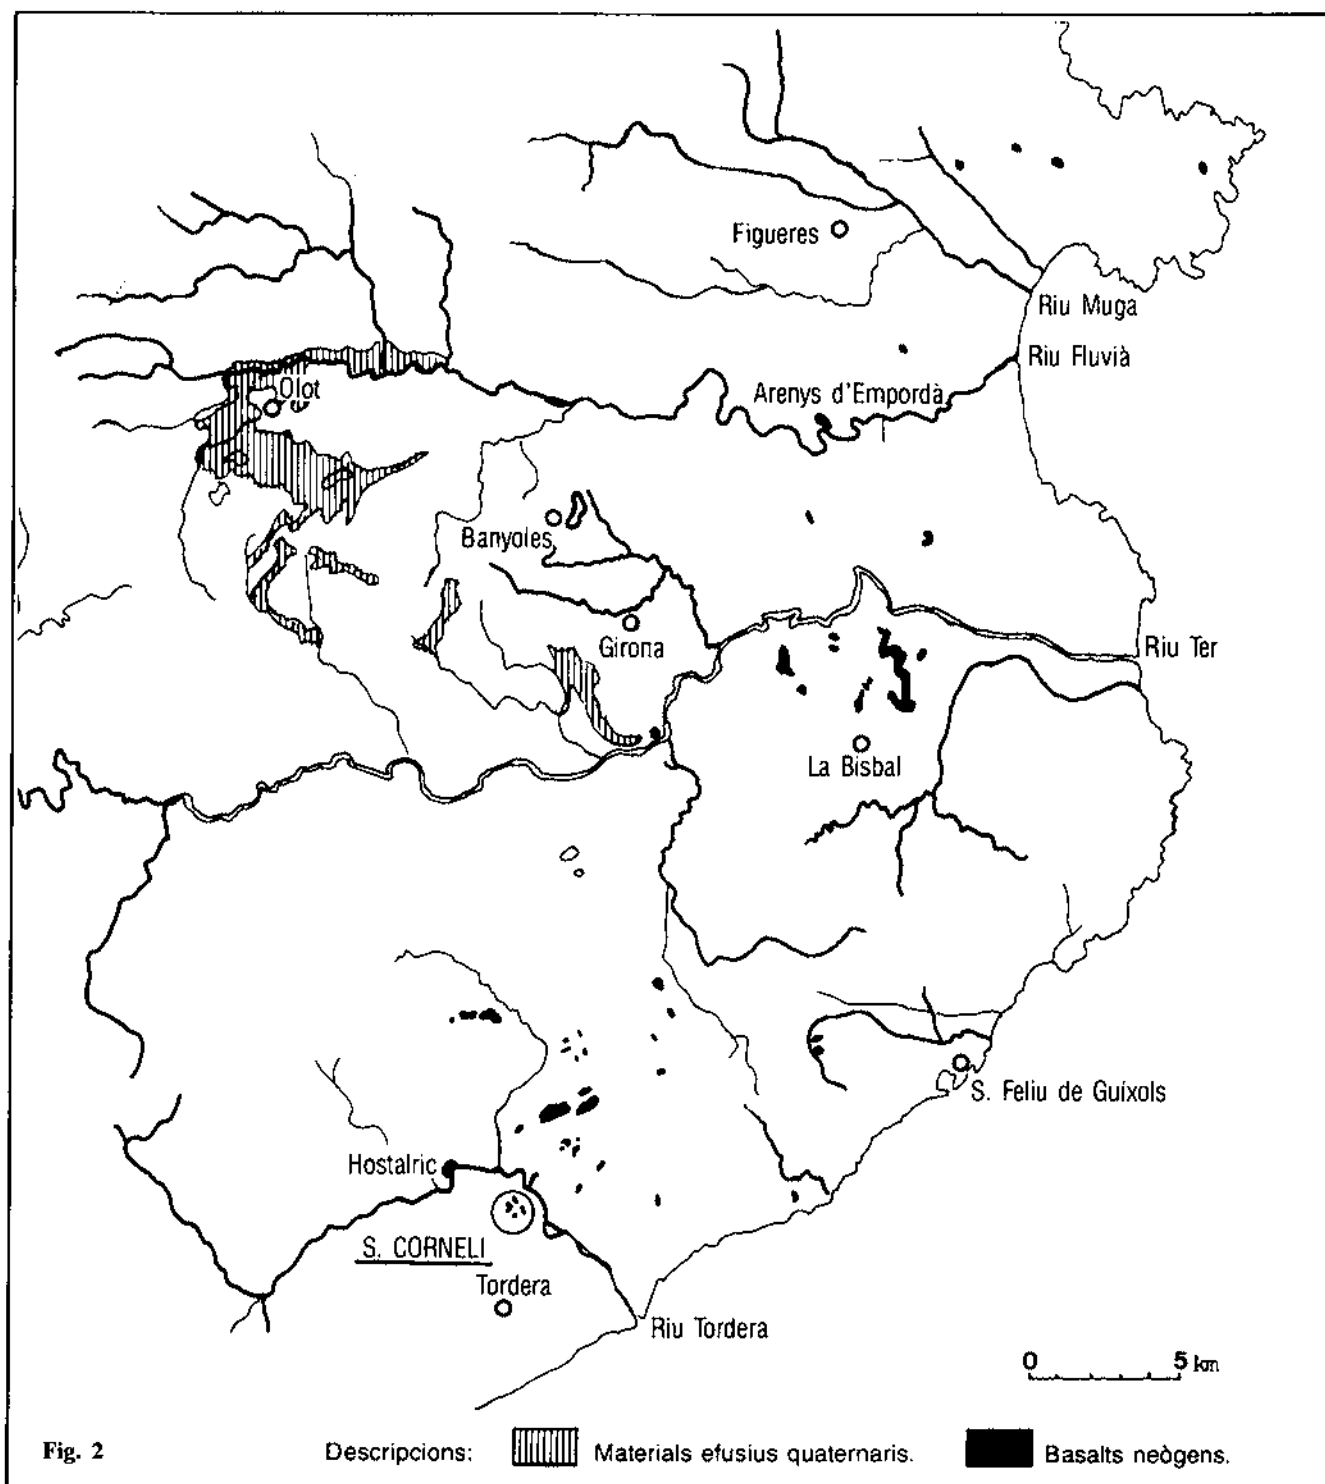 Figueres
Riu Muga
Riu Fluvià
Olot
Arenys d'Empordà
Banyoles
Girona
Riu Ter
La Bisbal
S. Feliu de Guíxols
Hostalric
S. CORNELI
Tordera
Riu Tordera
0 5 km
Fig. 2 Descripcions: Materials efusius quaternaris. Basalts neògens.